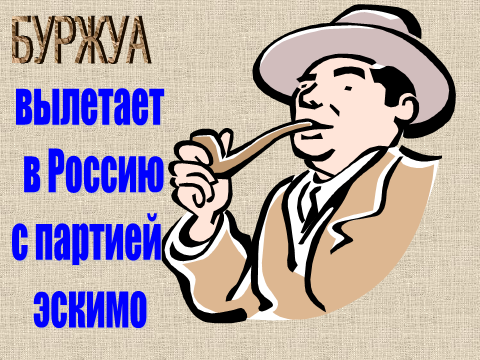 БУРЖУА
вылетает
в Россию
с партией
эскимо